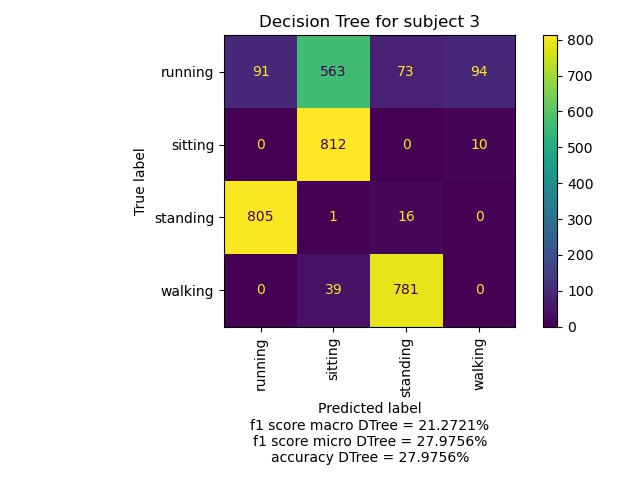 Decision Tree for subject 3
True label
running 91 563 73 94
sitting 0 812 0 10
standing 805 1 16 0
walking 0 39 781 0
running sitting standing walking
Predicted label
f1 score macro DTree = 21.2721%
f1 score micro DTree = 27.9756%
accuracy DTree = 27.9756%
800
700
600
500
400
300
200
100
0